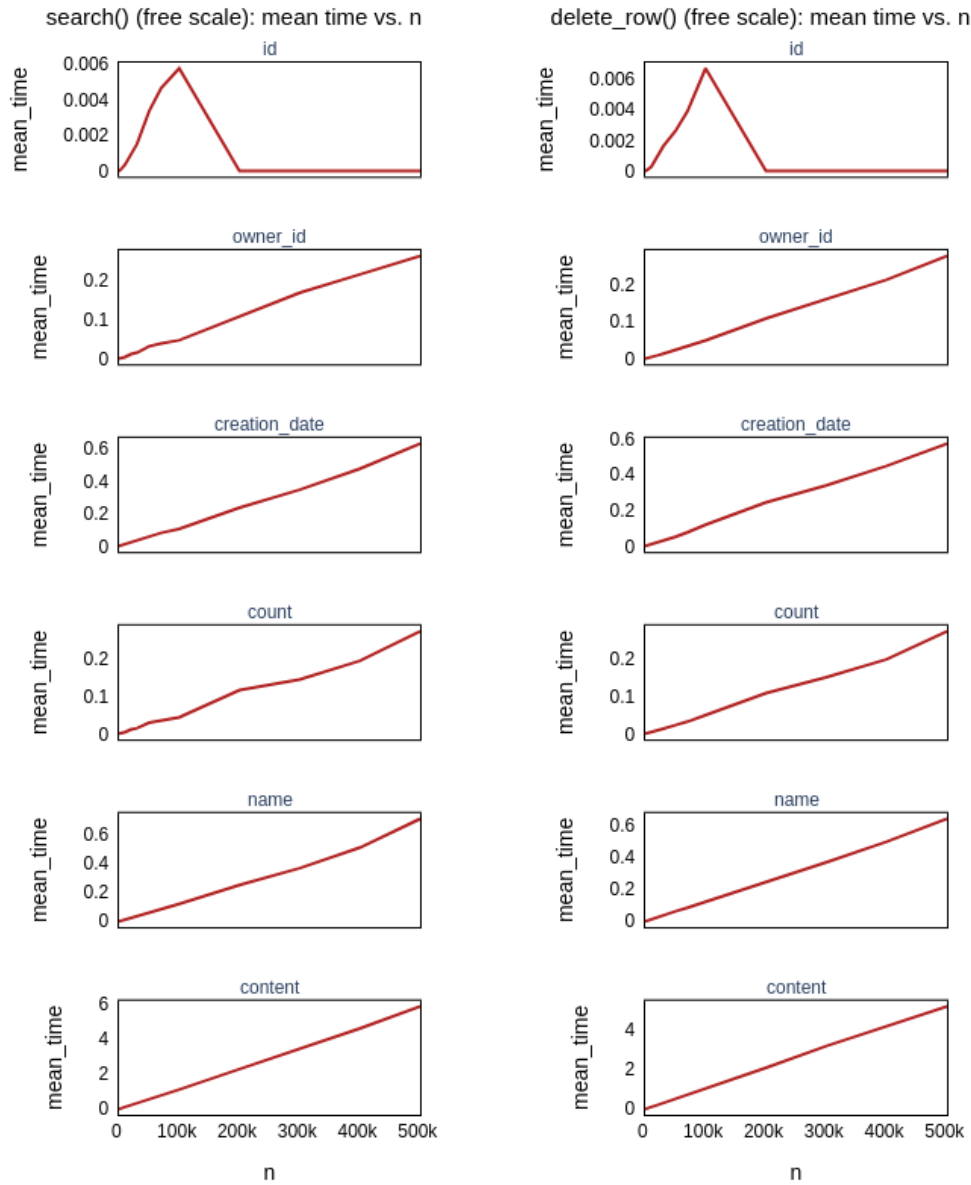 search() (free scale): mean time vs. n
id
mean_time
0.006
0.004
0.002
0
owner_id
mean_time
0.2
0.1
0
creation_date
mean_time
0.6
0.4
0.2
0
count
mean_time
0.2
0.1
0
name
mean_time
0.6
0.4
0.2
0
content
mean_time
6
4
2
0
0 100k 200k 300k 400k 500k
n
delete_row() (free scale): mean time vs. n
id
mean_time
0.006
0.004
0.002
0
owner_id
mean_time
0.2
0.1
0
creation_date
mean_time
0.6
0.4
0.2
0
count
mean_time
0.2
0.1
0
name
mean_time
0.6
0.4
0.2
0
content
mean_time
4
2
0
0 100k 200k 300k 400k 500k
n